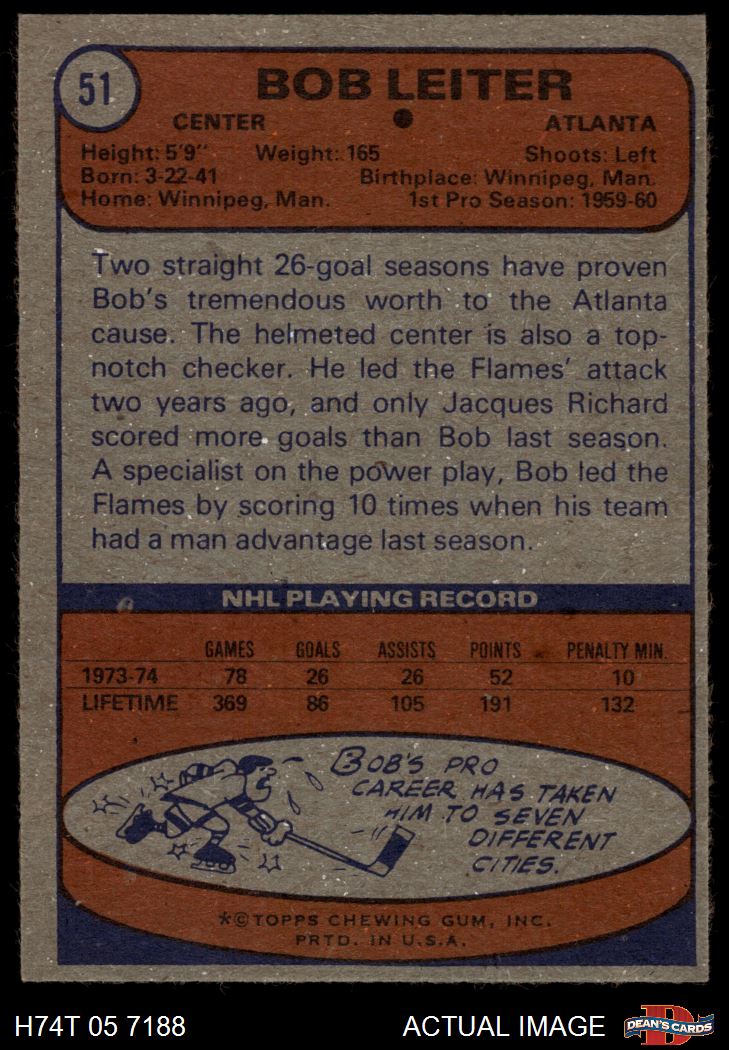 51
BOB LEITER
CENTER ATLANTA
Height: 5'9" Weight: 165 Shoots: Left
Born: 3-22-41 Birthplace: Winnipeg, Man.
Home: Winnipeg, Man. 1st Pro Season: 1959-60
Two straight 26-goal seasons have proven
Bob's tremendous worth to the Atlanta
cause. The helmeted center is also a top-
notch checker. He led the Flames' attack
two years ago, and only Jacques Richard
scored more goals than Bob last season.
A specialist on the power play, Bob led the
Flames by scoring 10 times when his team
had a man advantage last season.
NHL PLAYING RECORD
GAMES GOALS ASSISTS POINTS PENALTY MIN.
1973-74 78 26 26 52 10
LIFETIME 369 86 105 191 132
BOB'S PRO
CAREER HAS TAKEN
HIM TO SEVEN
DIFFERENT
CITIES.
*©TOPPS CHEWING GUM, INC.
PRTD. IN U.S.A.
H74T 05 7188 ACTUAL IMAGE D DEAN'S CARDS